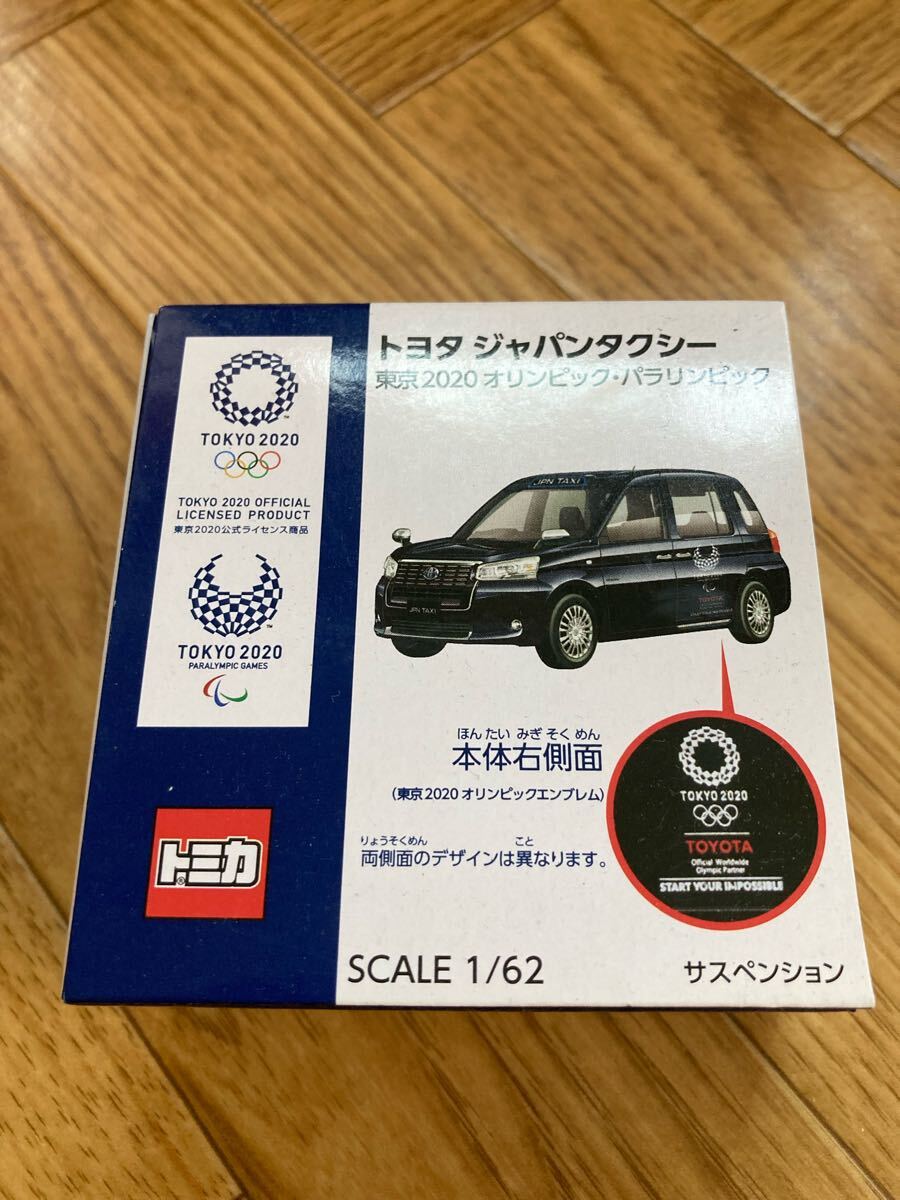 トヨタ ジャパンタクシー
東京2020 オリンピック・パラリンピック
TOKYO 2020
TOKYO 2020 OFFICIAL
LICENSED PRODUCT
東京2020公式ライセンス商品
TOKYO 2020
PARALYMPIC GAMES
JPN TAXI
JPN TAXI
TOYOTA
ほんたい みぎ そくめん
本体右側面
(東京2020 オリンピックエンブレム)
りょうそくめん こと
両側面のデザインは異なります。
TOKYO 2020
TOYOTA
Official Worldwide
Olympic Partner
START YOUR IMPOSSIBLE
トミカ
SCALE 1/62
サスペンション